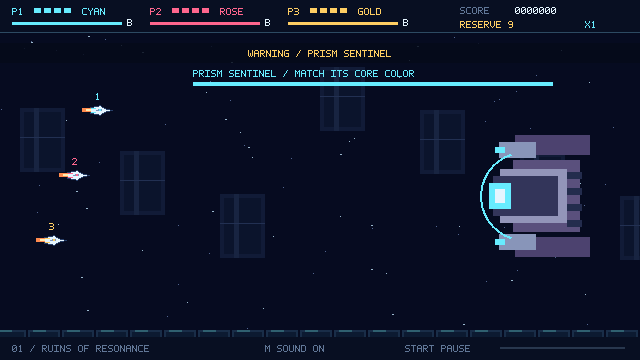 P1 CYAN B P2 ROSE B P3 GOLD B SCORE 0000000
RESERVE 9 X1
WARNING / PRISM SENTINEL
PRISM SENTINEL / MATCH ITS CORE COLOR
1
2
3
01 / RUINS OF RESONANCE M SOUND ON START PAUSE